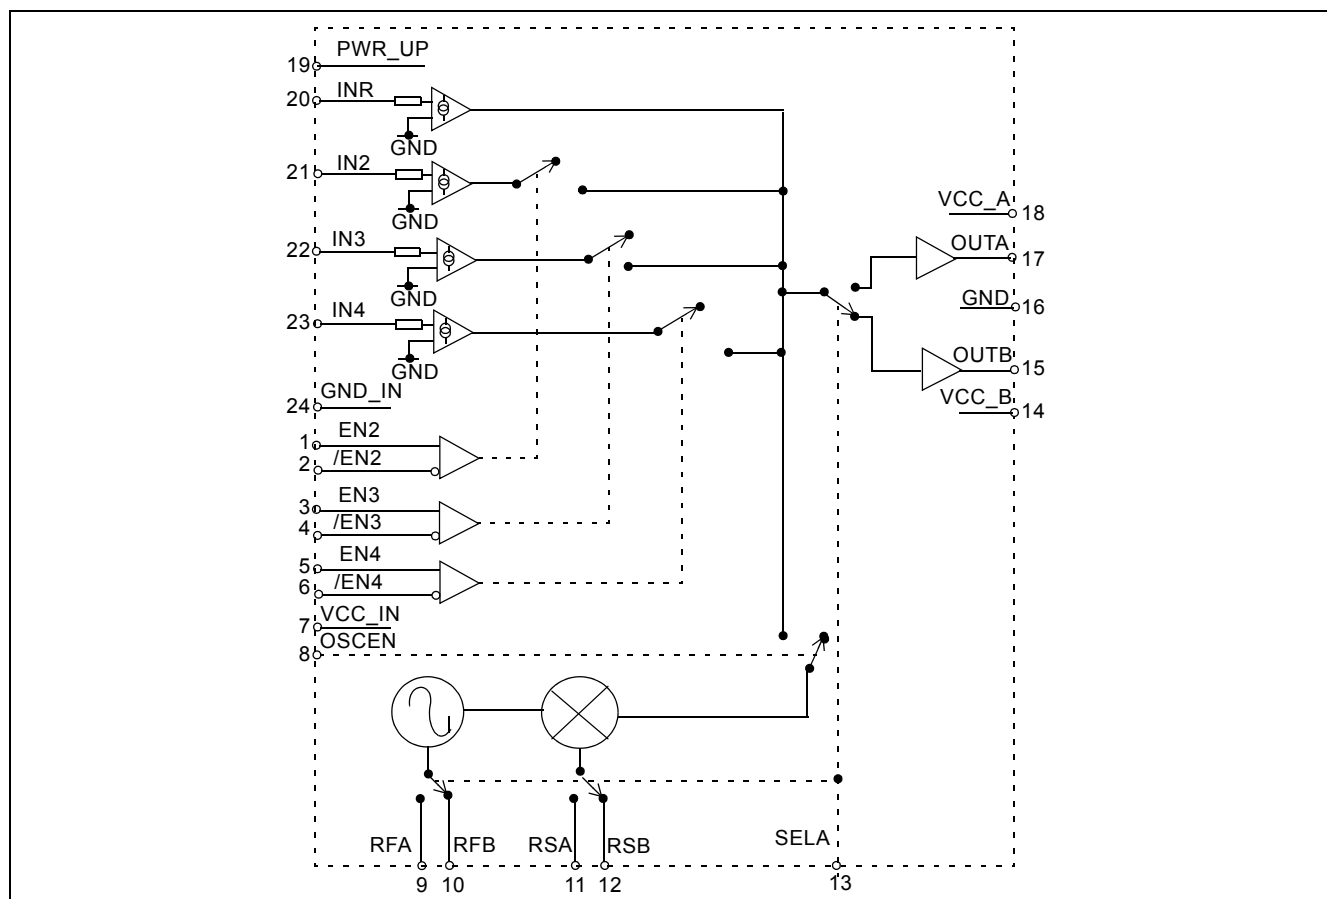 PWR_UP
19
INR
20
GND
IN2
21
GND
IN3
22
GND
IN4
23
GND
GND_IN
24
EN2
1
/EN2
2
EN3
3
/EN3
4
EN4
5
/EN4
6
VCC_IN
7
OSCEN
8
VCC_A
18
OUTA
17
GND
16
OUTB
15
VCC_B
14
RFA
RFB
RSA
RSB
SELA
9
10
11
12
13